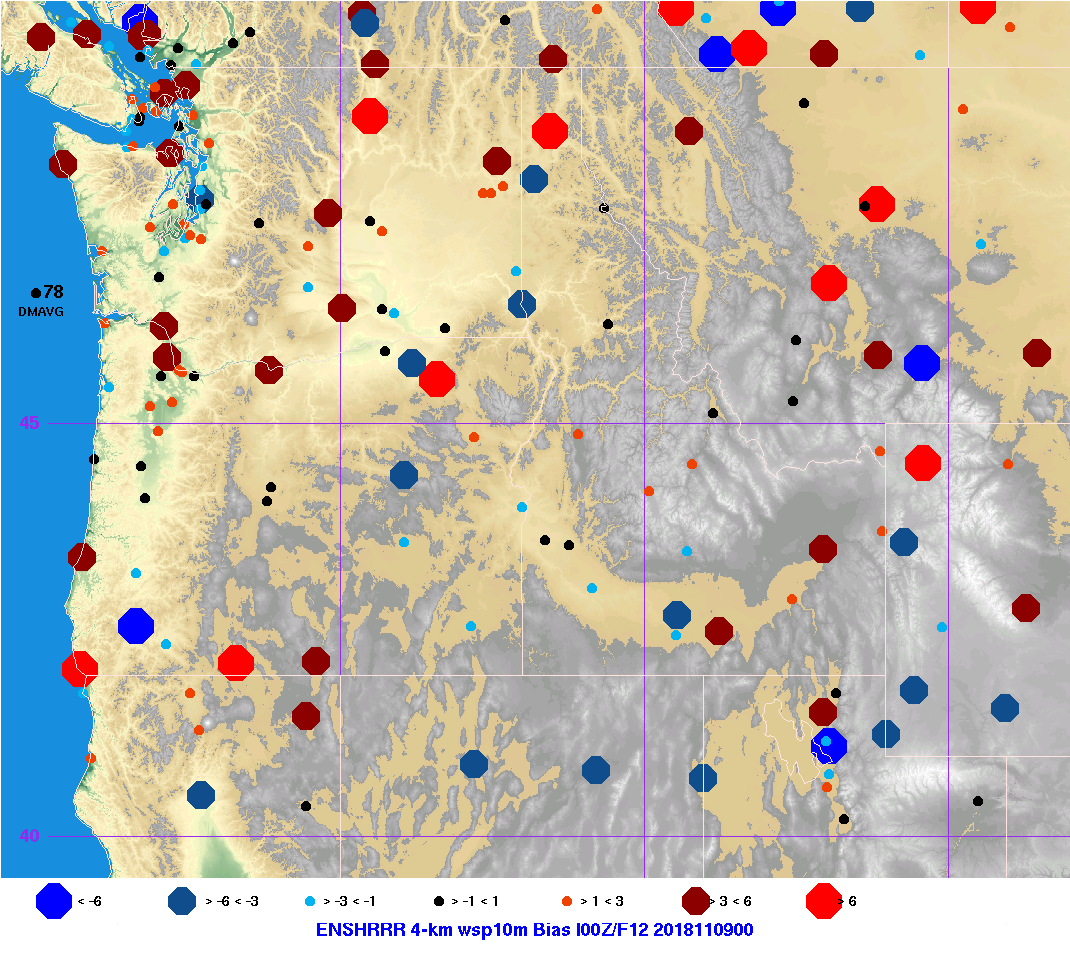 78
DMAVG
45
40
< -6
> -6 < -3
> -3 < -1
> -1 < 1
> 1 < 3
> 3 < 6
> 6
ENSHRRR 4-km wsp10m Bias I00Z/F12 2018110900